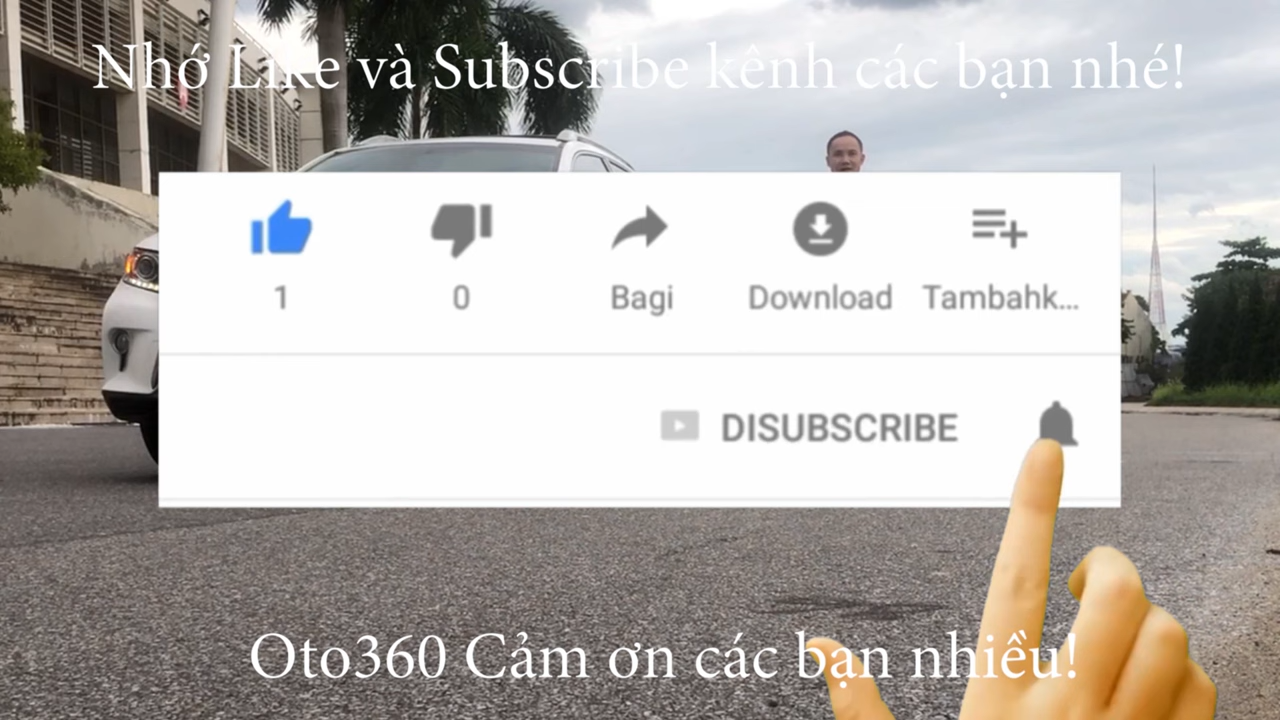 Nhớ Like và Subscribe kênh các bạn nhé!
1
0
Bagi
Download
Tambahk...
DISUBSCRIBE
Oto360 Cảm ơn các bạn nhiều!